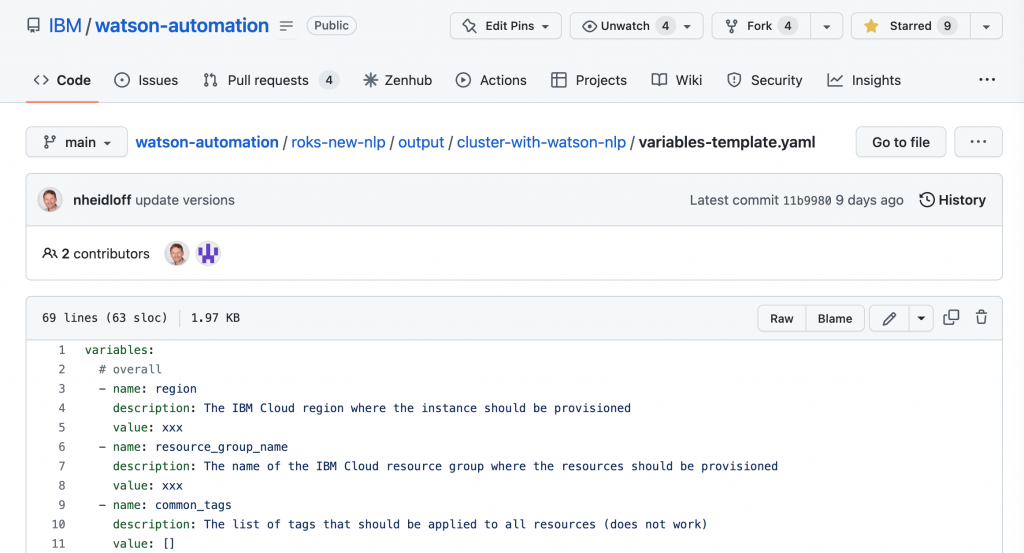 IBM / watson-automation Public Edit Pins Unwatch 4 Fork 4 Starred 9
Code Issues Pull requests 4 Zenhub Actions Projects Wiki Security Insights ...
main watson-automation / roks-new-nlp / output / cluster-with-watson-nlp / variables-template.yaml Go to file ...
nheidloff update versions Latest commit 11b9980 9 days ago History
2 contributors
69 lines (63 sloc) 1.97 KB Raw Blame
1 variables:
2 # overall
3 - name: region
4 description: The IBM Cloud region where the instance should be provisioned
5 value: xxx
6 - name: resource_group_name
7 description: The name of the IBM Cloud resource group where the resources should be provisioned
8 value: xxx
9 - name: common_tags
10 description: The list of tags that should be applied to all resources (does not work)
11 value: []